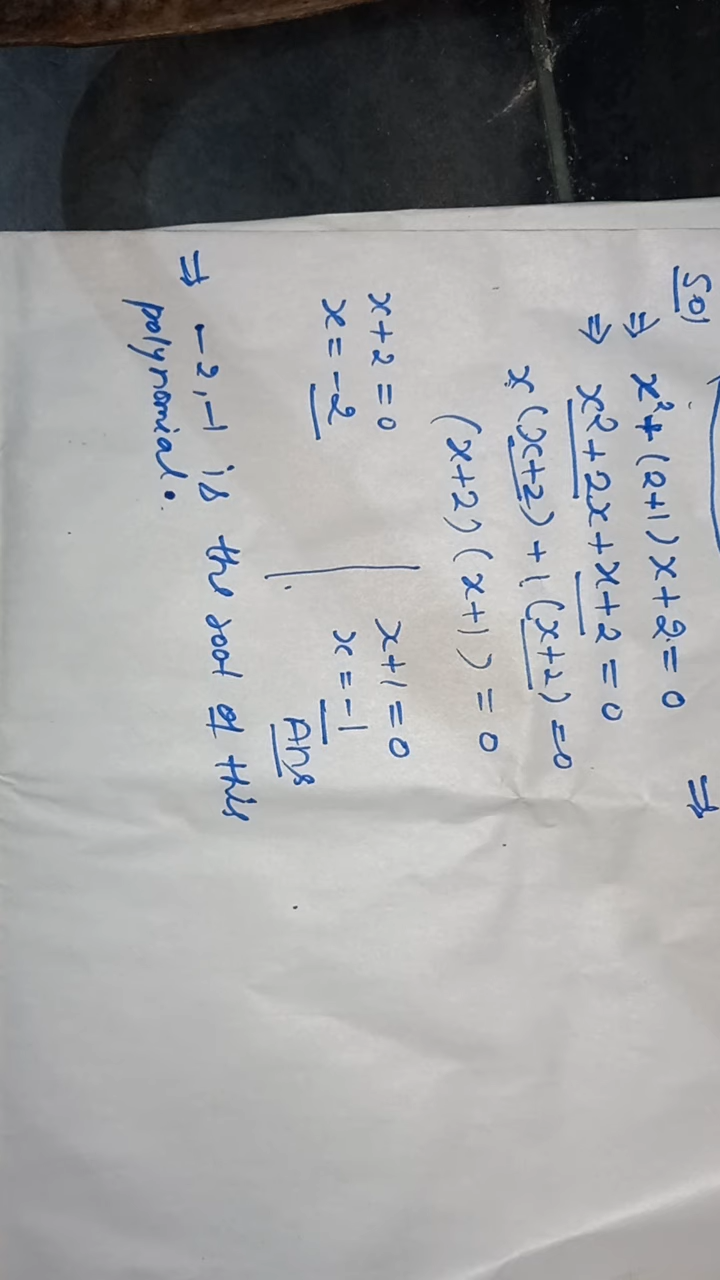 Sol
⇒ x² + (2+1)x + 2 = 0 ⇒
⇒ x² + 2x + x + 2 = 0
x(x+2) + 1(x+2) = 0
(x+2)(x+1) = 0
x+2 = 0 x+1 = 0
x = -2 x = -1
Ans
⇒ -2, -1 is the root of this
polynomial.